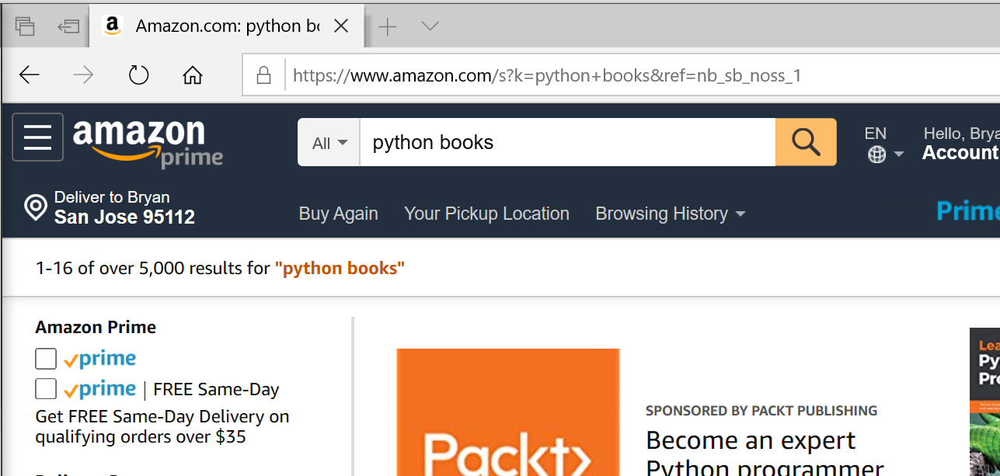 Amazon.com: python bo
https://www.amazon.com/s?k=python+books&ref=nb_sb_noss_1
amazon
prime
All
python books
EN
Hello, Brya
Account
Deliver to Bryan
San Jose 95112
Buy Again
Your Pickup Location
Browsing History
Prime
1-16 of over 5,000 results for "python books"
Amazon Prime
prime
prime | FREE Same-Day
Get FREE Same-Day Delivery on
qualifying orders over $35
Packt>
SPONSORED BY PACKT PUBLISHING
Become an expert
Python programmer
Lea
Py
Pro